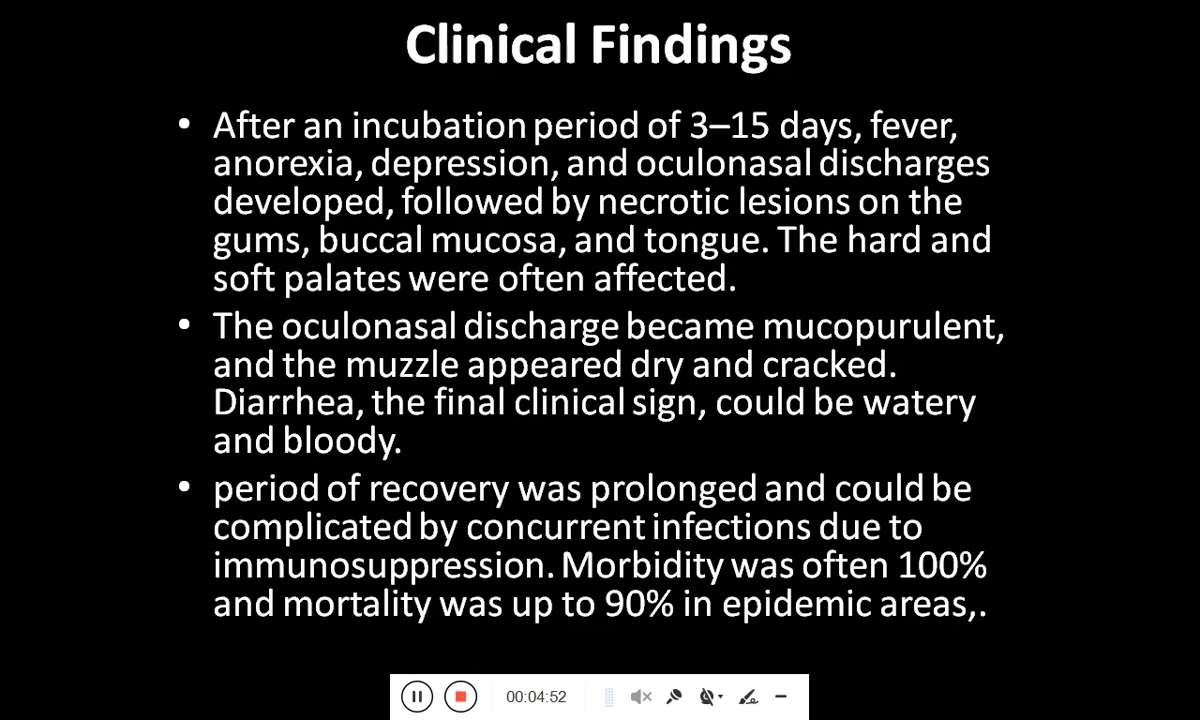 Clinical Findings
• After an incubation period of 3–15 days, fever,
anorexia, depression, and oculonasal discharges
developed, followed by necrotic lesions on the
gums, buccal mucosa, and tongue. The hard and
soft palates were often affected.
• The oculonasal discharge became mucopurulent,
and the muzzle appeared dry and cracked.
Diarrhea, the final clinical sign, could be watery
and bloody.
• period of recovery was prolonged and could be
complicated by concurrent infections due to
immunosuppression. Morbidity was often 100%
and mortality was up to 90% in epidemic areas,.
00:04:52